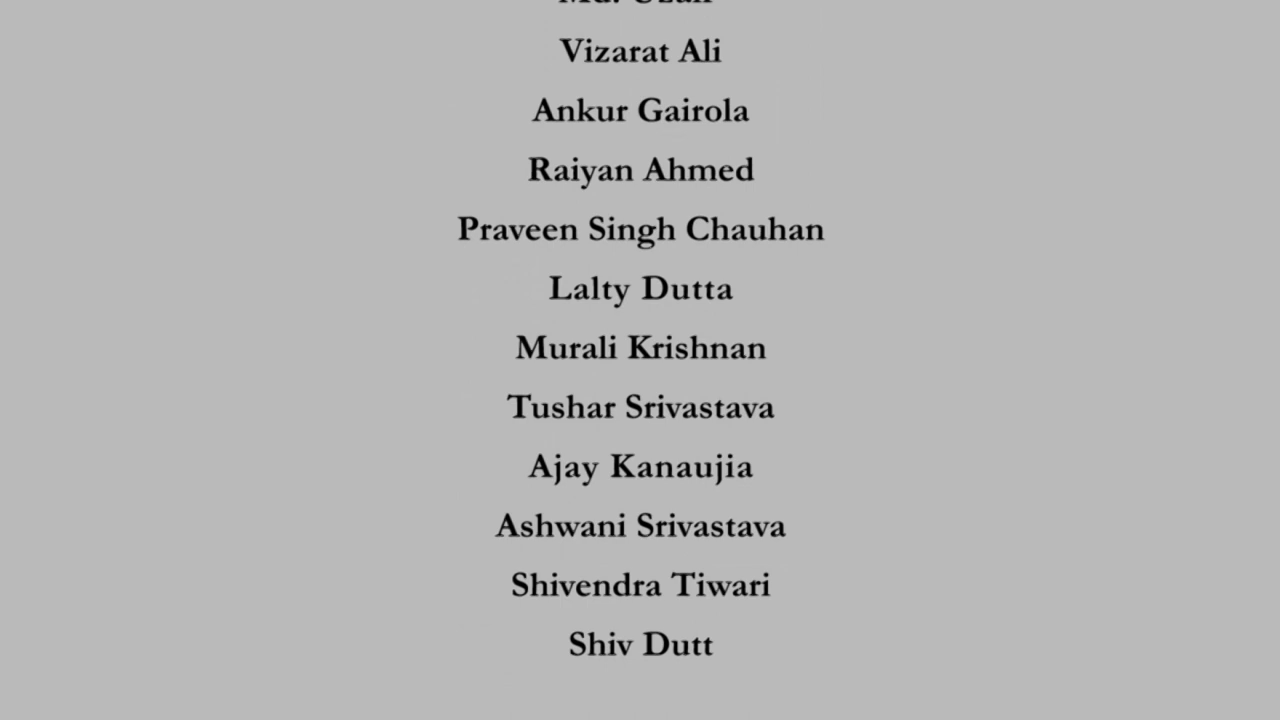 Vizarat Ali
Ankur Gairola
Raiyan Ahmed
Praveen Singh Chauhan
Lalty Dutta
Murali Krishnan
Tushar Srivastava
Ajay Kanaujia
Ashwani Srivastava
Shivendra Tiwari
Shiv Dutt